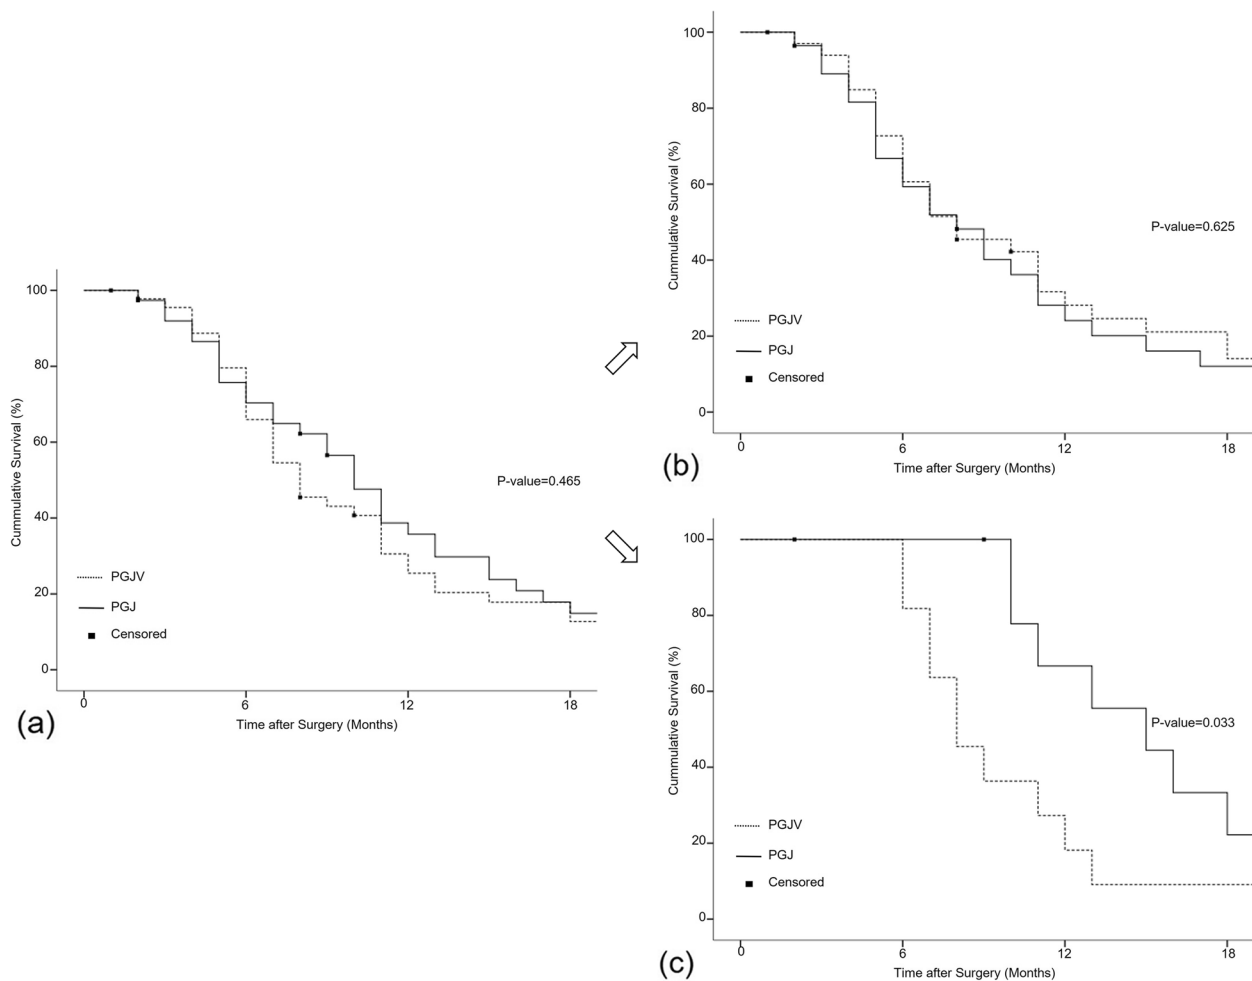 100
80
60
40
20
0
Cummulative Survival (%)
P-value=0.465
PGJV
PGJ
Censored
0 6 12 18
Time after Surgery (Months)
(a)
100
80
60
40
20
0
Cummulative Survival (%)
P-value=0.625
PGJV
PGJ
Censored
0 6 12 18
Time after Surgery (Months)
(b)
100
80
60
40
20
0
Cummulative Survival (%)
P-value=0.033
PGJV
PGJ
Censored
0 6 12 18
Time after Surgery (Months)
(c)